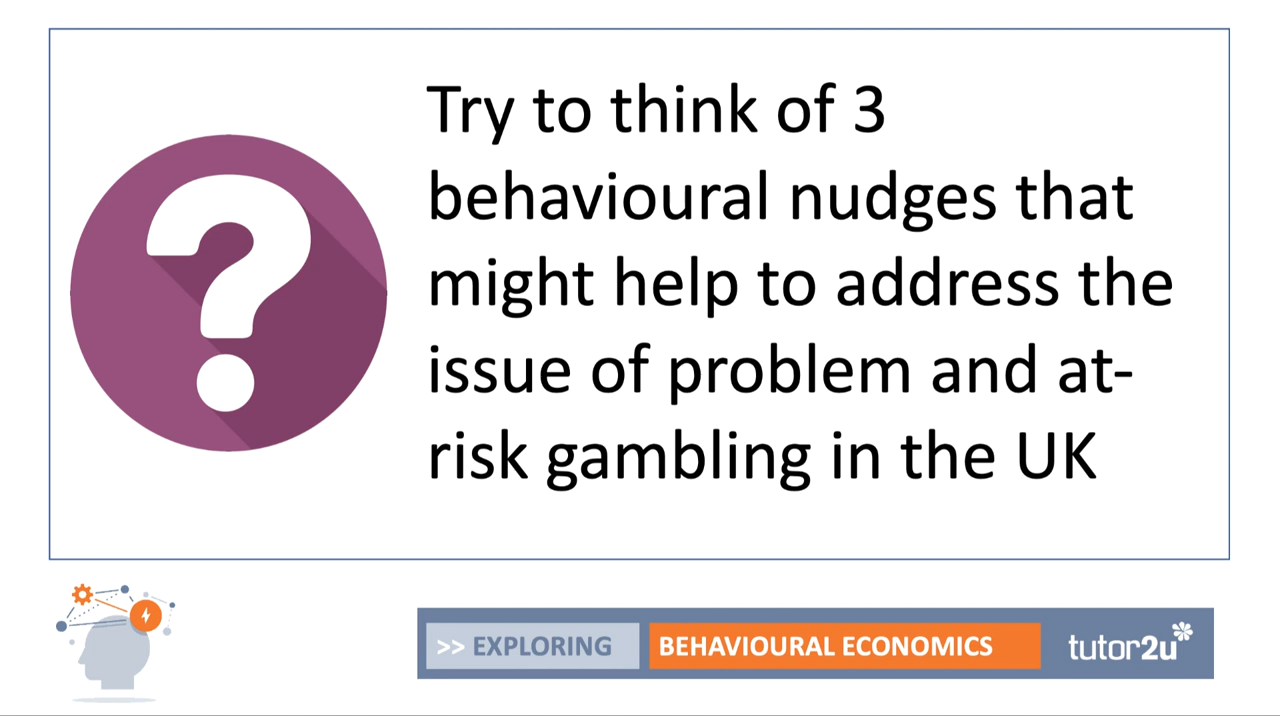 Try to think of 3
behavioural nudges that
might help to address the
issue of problem and at-
risk gambling in the UK
>> EXPLORING
BEHAVIOURAL ECONOMICS
tutor2u